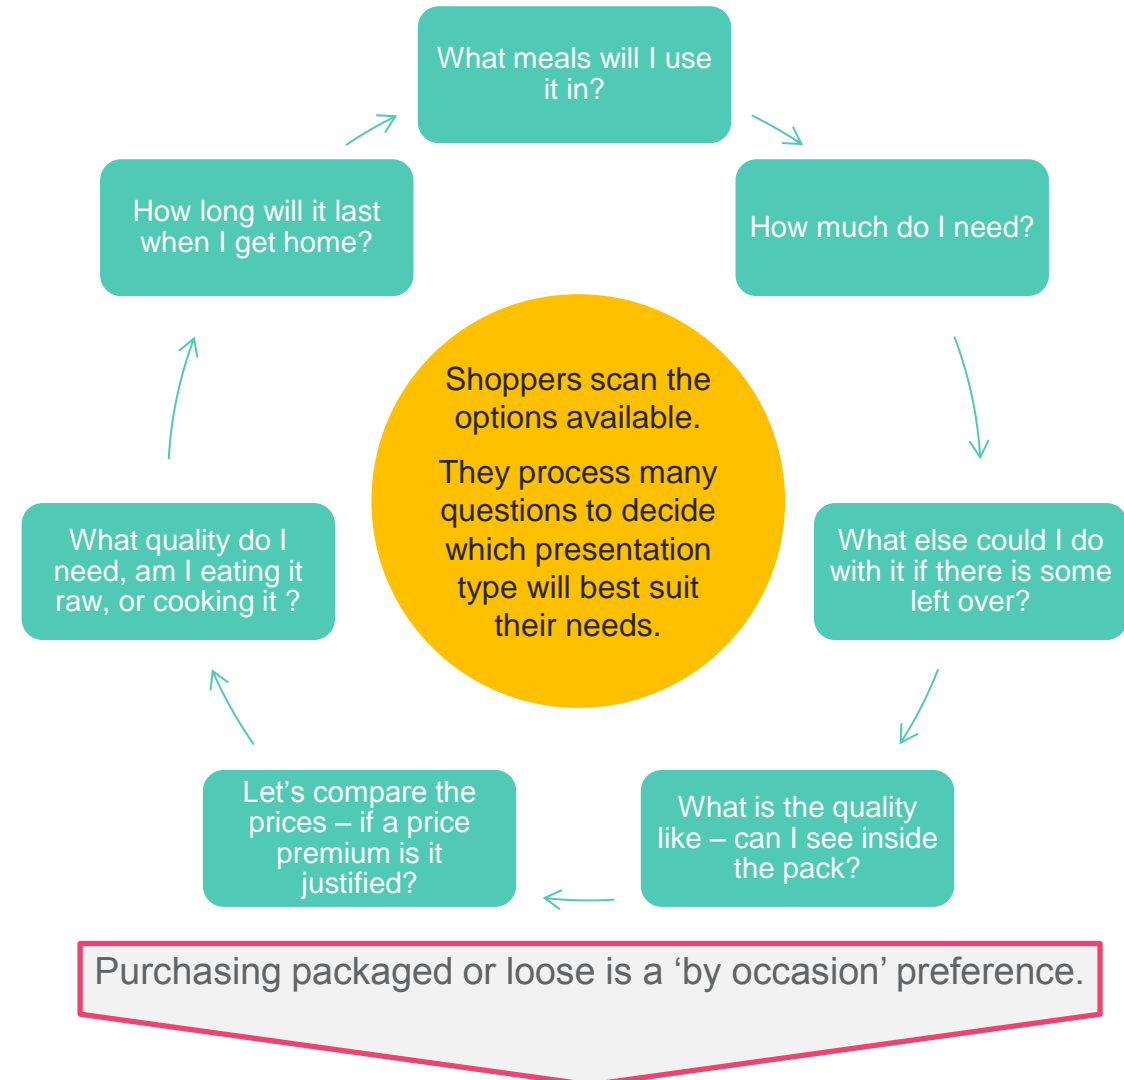 What meals will I use
it in?
How much do I need?
What else could I do
with it if there is some
left over?
What is the quality
like – can I see inside
the pack?
Let’s compare the
prices – if a price
premium is it
justified?
What quality do I
need, am I eating it
raw, or cooking it ?
How long will it last
when I get home?
Shoppers scan the
options available.
They process many
questions to decide
which presentation
type will best suit
their needs.
Purchasing packaged or loose is a ‘by occasion’ preference.